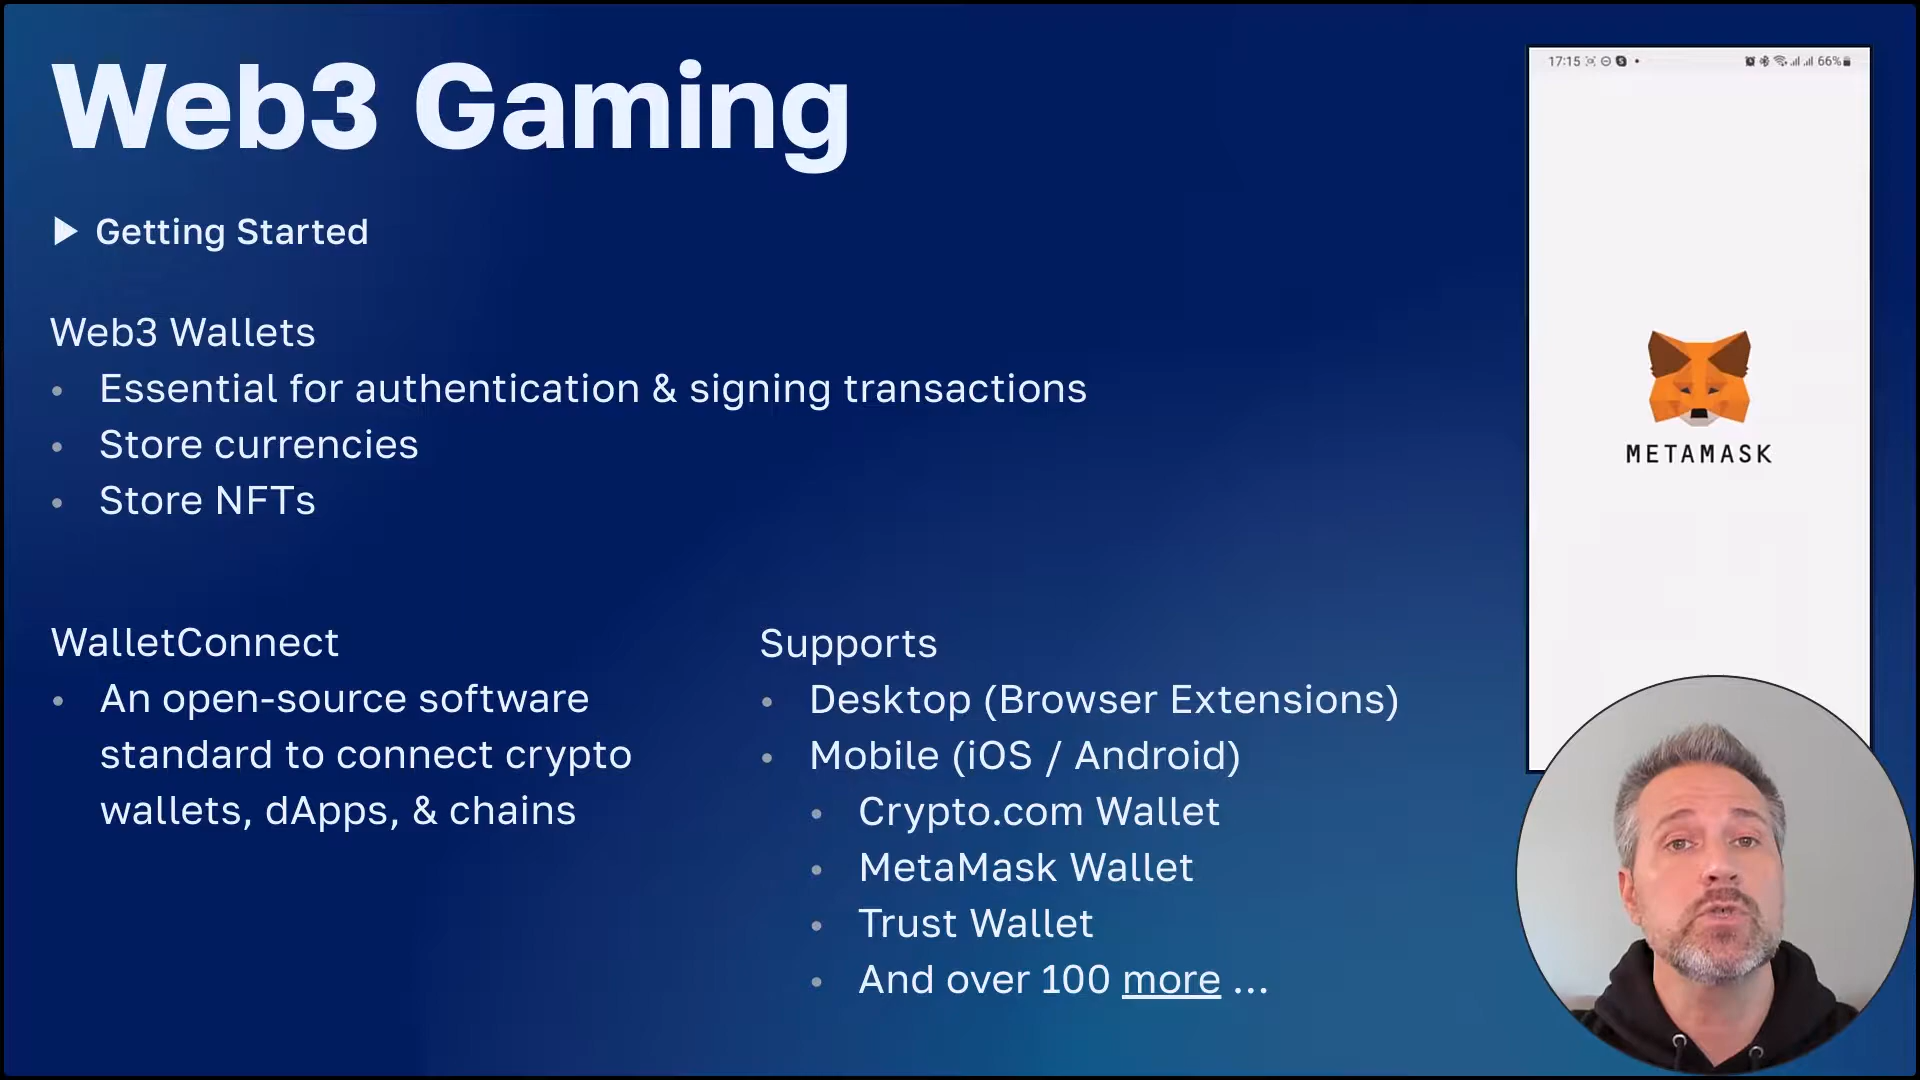 Web3 Gaming
Getting Started
Web3 Wallets
• Essential for authentication & signing transactions
• Store currencies
• Store NFTs
WalletConnect
• An open-source software
standard to connect crypto
wallets, dApps, & chains
Supports
• Desktop (Browser Extensions)
• Mobile (iOS / Android)
• Crypto.com Wallet
• MetaMask Wallet
• Trust Wallet
• And over 100 more ...
17:15
66%
METAMASK